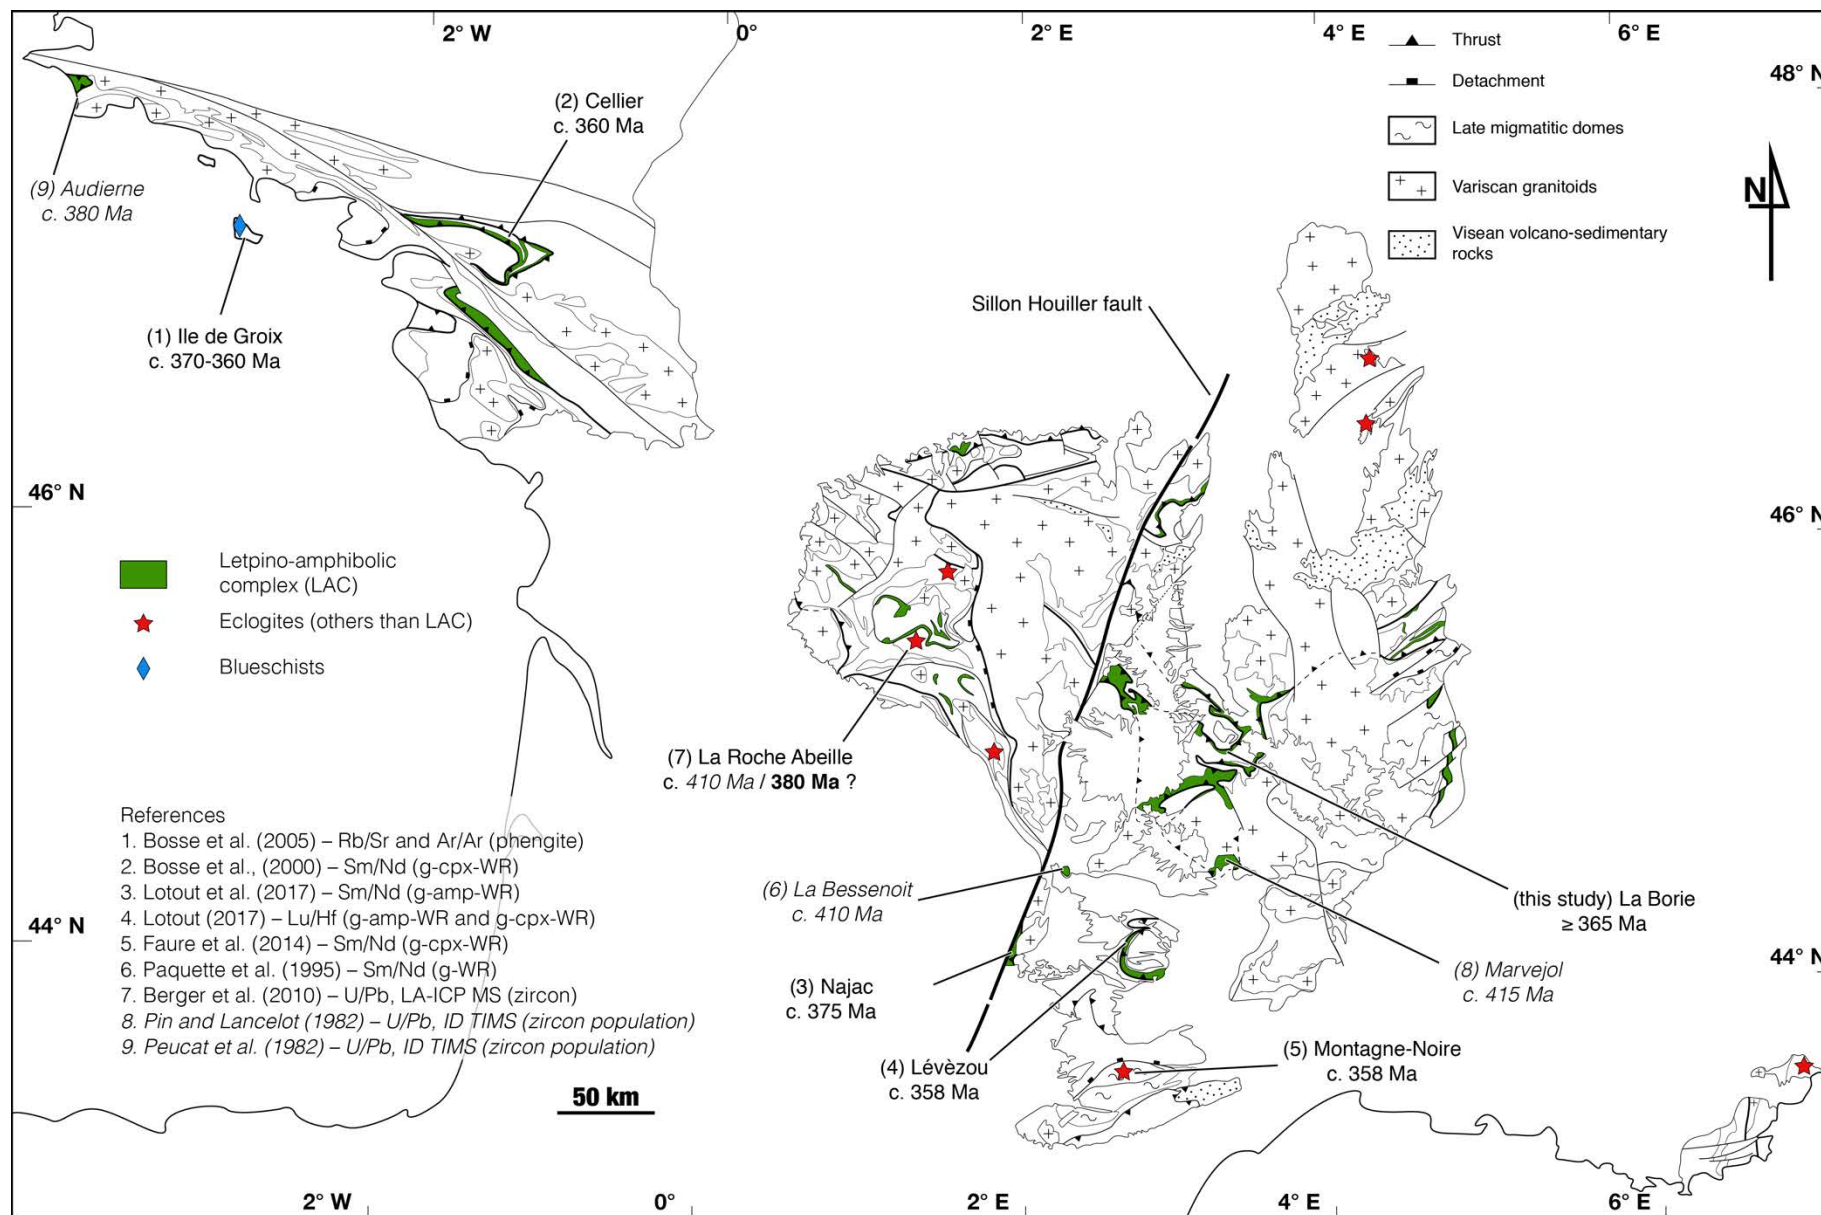 2° W
0°
2° E
4° E
6° E
48° N
Thrust
Detachment
Late migmatitic domes
Variscan granitoids
Visean volcano-sedimentary
rocks
N
(2) Cellier
c. 360 Ma
(9) Audierne
c. 380 Ma
(1) Ile de Groix
c. 370-360 Ma
Sillon Houiller fault
46° N
46° N
Letpino-amphibolic
complex (LAC)
Eclogites (others than LAC)
Blueschists
(7) La Roche Abeille
c. 410 Ma / 380 Ma ?
References
1. Bosse et al. (2005) – Rb/Sr and Ar/Ar (phengite)
2. Bosse et al., (2000) – Sm/Nd (g-cpx-WR)
3. Lotout et al. (2017) – Sm/Nd (g-amp-WR)
4. Lotout (2017) – Lu/Hf (g-amp-WR and g-cpx-WR)
5. Faure et al. (2014) – Sm/Nd (g-cpx-WR)
6. Paquette et al. (1995) – Sm/Nd (g-WR)
7. Berger et al. (2010) – U/Pb, LA-ICP MS (zircon)
8. Pin and Lancelot (1982) – U/Pb, ID TIMS (zircon population)
9. Peucat et al. (1982) – U/Pb, ID TIMS (zircon population)
(6) La Bessenoit
c. 410 Ma
(this study) La Borie
≥ 365 Ma
44° N
44° N
(8) Marvejol
c. 415 Ma
(3) Najac
c. 375 Ma
(4) Lévèzou
c. 358 Ma
(5) Montagne-Noire
c. 358 Ma
50 km
2° W
0°
2° E
4° E
6° E